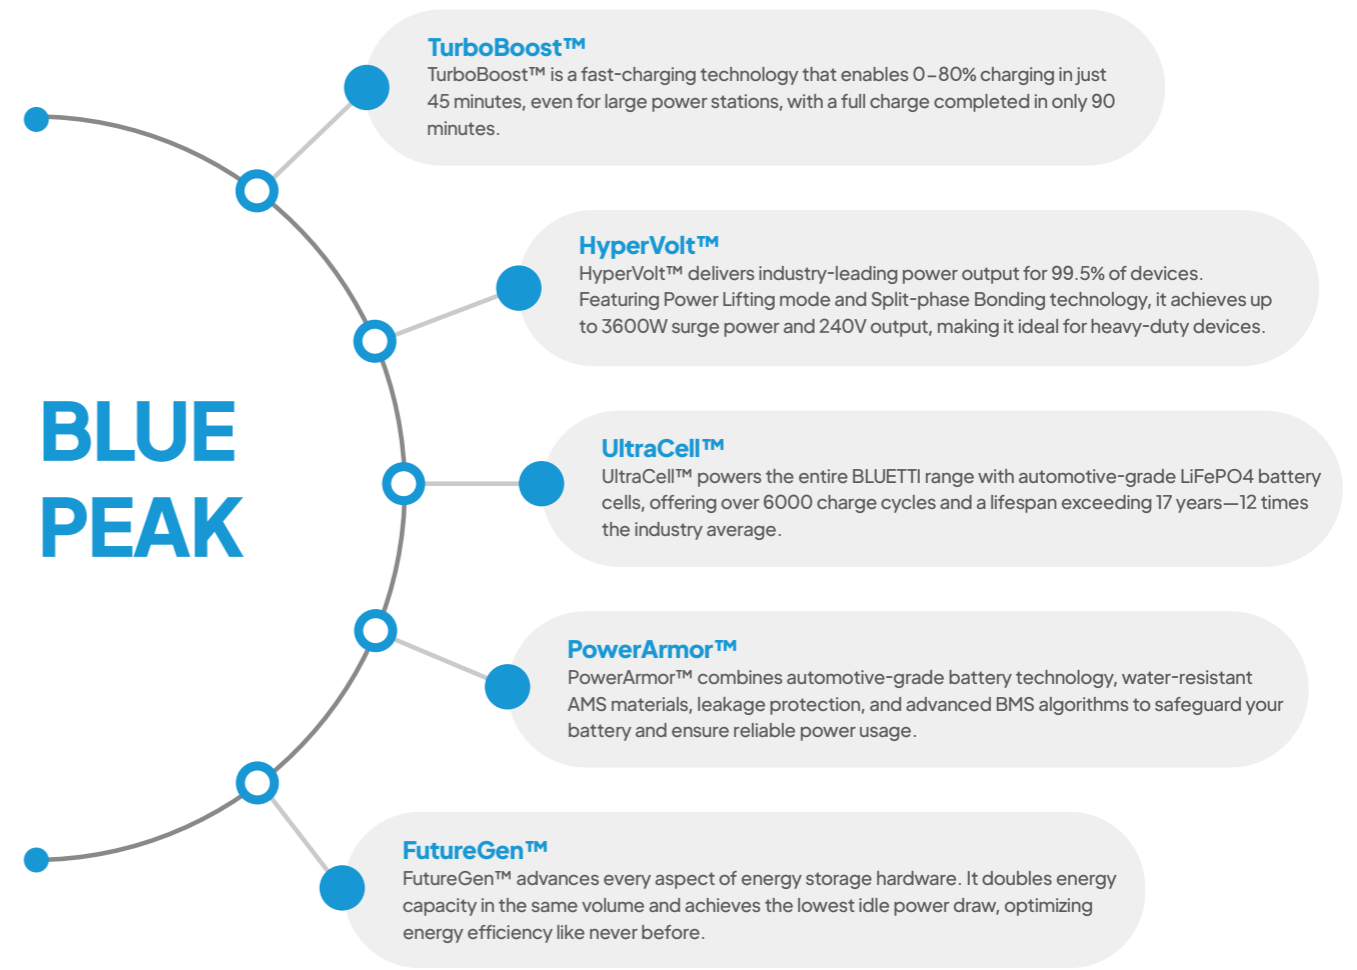 BLUE
PEAK
TurboBoost™
TurboBoost™ is a fast-charging technology that enables 0–80% charging in just
45 minutes, even for large power stations, with a full charge completed in only 90
minutes.
HyperVolt™
HyperVolt™ delivers industry-leading power output for 99.5% of devices.
Featuring Power Lifting mode and Split-phase Bonding technology, it achieves up
to 3600W surge power and 240V output, making it ideal for heavy-duty devices.
UltraCell™
UltraCell™ powers the entire BLUETTI range with automotive-grade LiFePO4 battery
cells, offering over 6000 charge cycles and a lifespan exceeding 17 years—12 times
the industry average.
PowerArmor™
PowerArmor™ combines automotive-grade battery technology, water-resistant
AMS materials, leakage protection, and advanced BMS algorithms to safeguard your
battery and ensure reliable power usage.
FutureGen™
FutureGen™ advances every aspect of energy storage hardware. It doubles energy
capacity in the same volume and achieves the lowest idle power draw, optimizing
energy efficiency like never before.